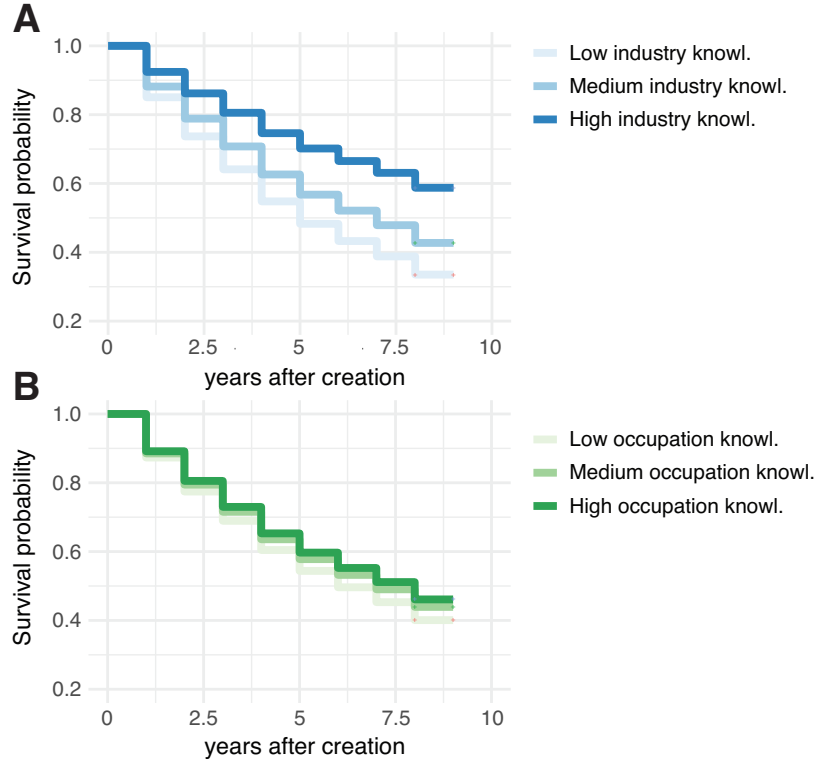 A
1.0
0.8
0.6
0.4
0.2
Survival probability
0 2.5 5 7.5 10
years after creation
Low industry knowl.
Medium industry knowl.
High industry knowl.
B
1.0
0.8
0.6
0.4
0.2
Survival probability
0 2.5 5 7.5 10
years after creation
Low occupation knowl.
Medium occupation knowl.
High occupation knowl.